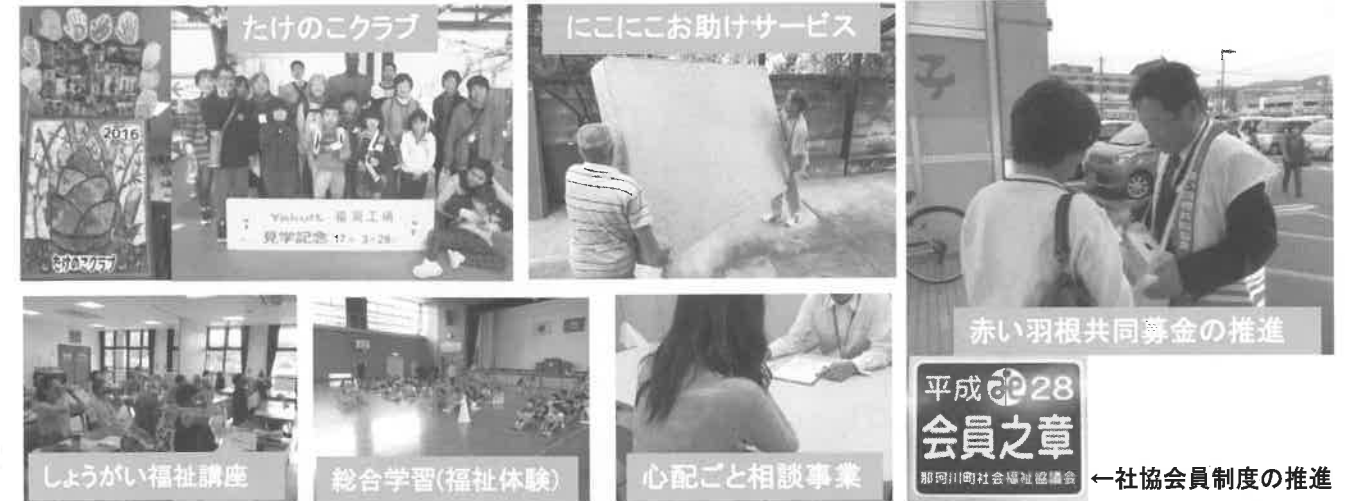 たけのこクラブ
2016
たけのこクラブ
Yakult 福岡工場
見学記念 17. 3. 28
にこにこお助けサービス
子
赤い羽根共同募金の推進
しょうがい福祉講座
総合学習(福祉体験)
心配ごと相談事業
平成 28
会員之章
那珂川町社会福祉協議会
←社協会員制度の推進